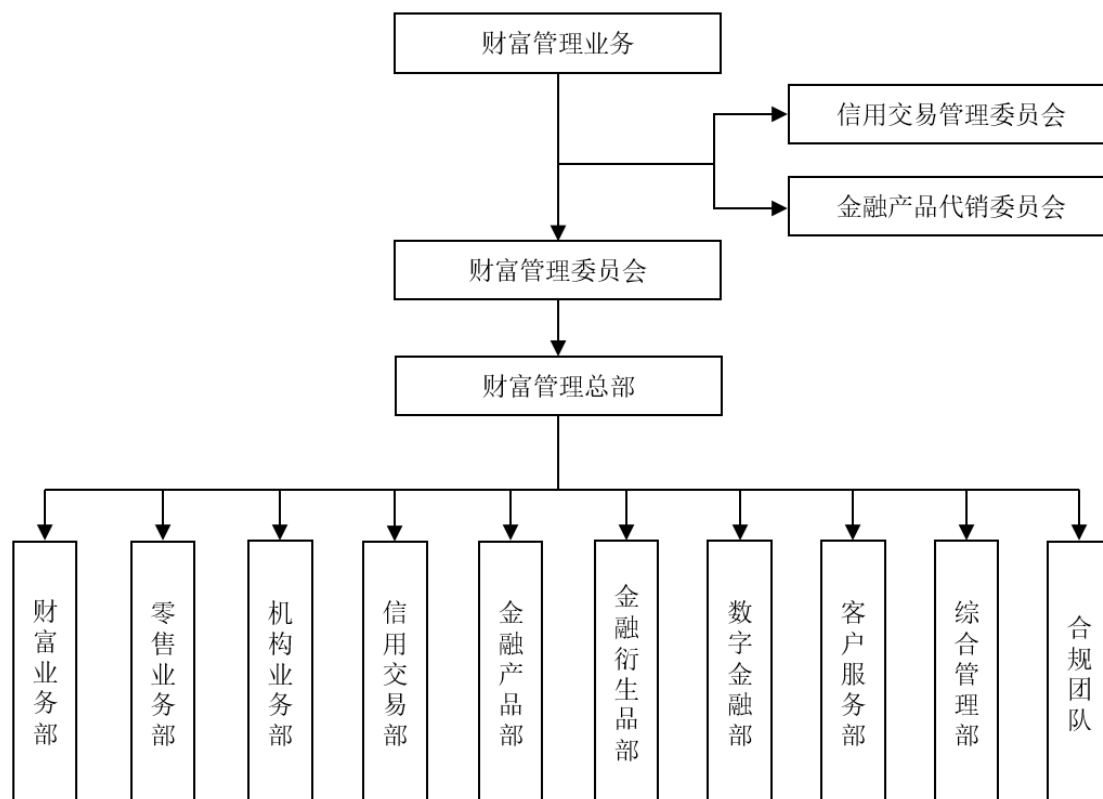 财富管理业务
信用交易管理委员会
金融产品代销委员会
财富管理委员会
财富管理总部
财富业务部
零售业务部
机构业务部
信用交易部
金融产品部
金融衍生品部
数字金融部
客户服务部
综合管理部
合规团队